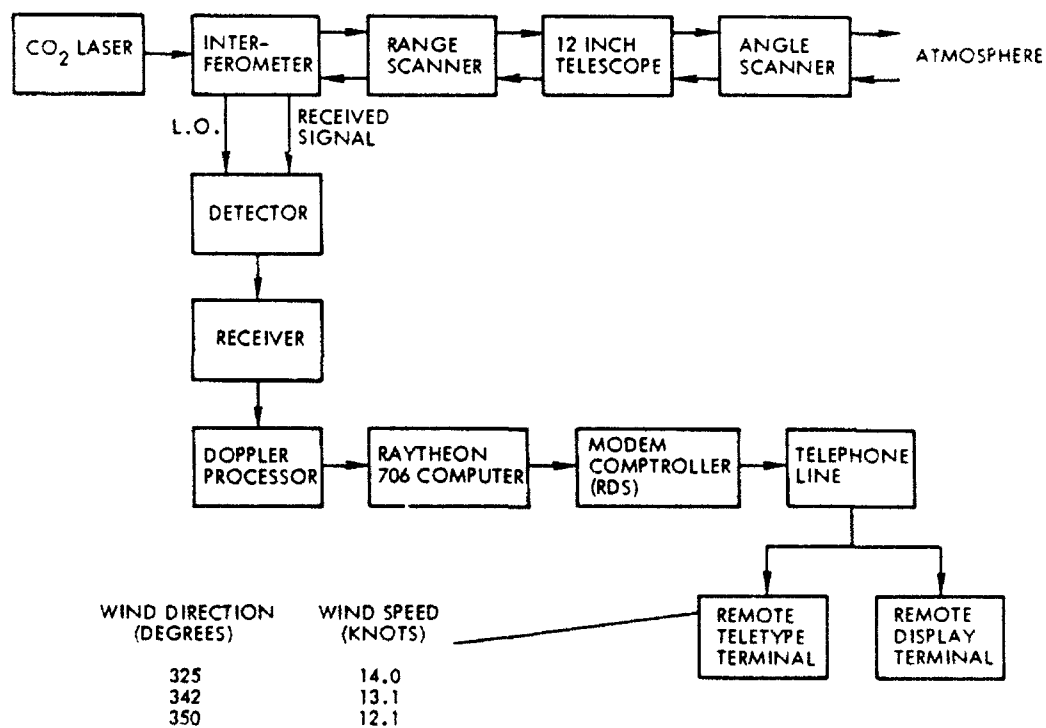 CO2 LASER
INTER-
FEROMETER
RANGE
SCANNER
12 INCH
TELESCOPE
ANGLE
SCANNER
ATMOSPHERE
L.O.
RECEIVED
SIGNAL
DETECTOR
RECEIVER
DOPPLER
PROCESSOR
RAYTHEON
706 COMPUTER
MODEM
COMPTROLLER
(RDS)
TELEPHONE
LINE
REMOTE
TELETYPE
TERMINAL
REMOTE
DISPLAY
TERMINAL
WIND DIRECTION WIND SPEED
(DEGREES) (KNOTS)
325 14.0
342 13.1
350 12.1